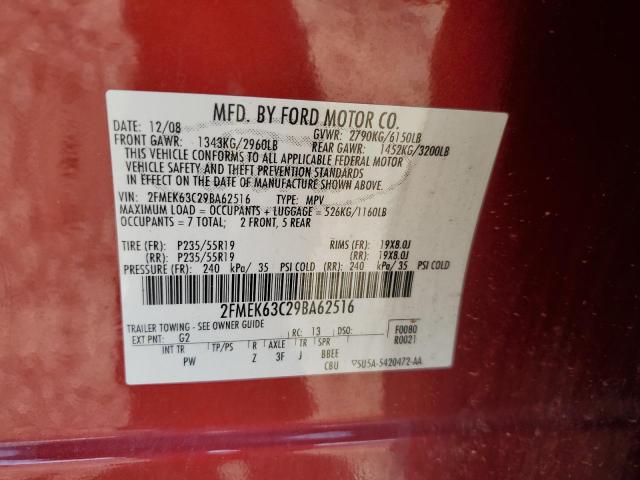 MFD. BY FORD MOTOR CO.
DATE: 12/08 GVWR: 2790KG/6150LB
FRONT GAWR: 1343KG/2960LB REAR GAWR: 1452KG/3200LB
THIS VEHICLE CONFORMS TO ALL APPLICABLE FEDERAL MOTOR
VEHICLE SAFETY AND THEFT PREVENTION STANDARDS
IN EFFECT ON THE DATE OF MANUFACTURE SHOWN ABOVE.
VIN: 2FMEK63C29BA62516 TYPE: MPV
MAXIMUM LOAD = OCCUPANTS + LUGGAGE = 526KG/1160LB
OCCUPANTS = 7 TOTAL; 2 FRONT, 5 REAR
TIRE (FR): P235/55R19 RIMS (FR): 19X8.0J
(RR): P235/55R19 (RR): 19X8.0J
PRESSURE (FR): 240 kPa/ 35 PSI COLD (RR): 240 kPa/ 35 PSI COLD
2FMEK63C29BA62516
TRAILER TOWING - SEE OWNER GUIDE
EXT PNT: G2 RC: 13 DSO: F0080
R0021
INT TR TP/PS R AXLE TR SPR
PW Z 3F J BBEE
CBU 5U5A-5420472-AA